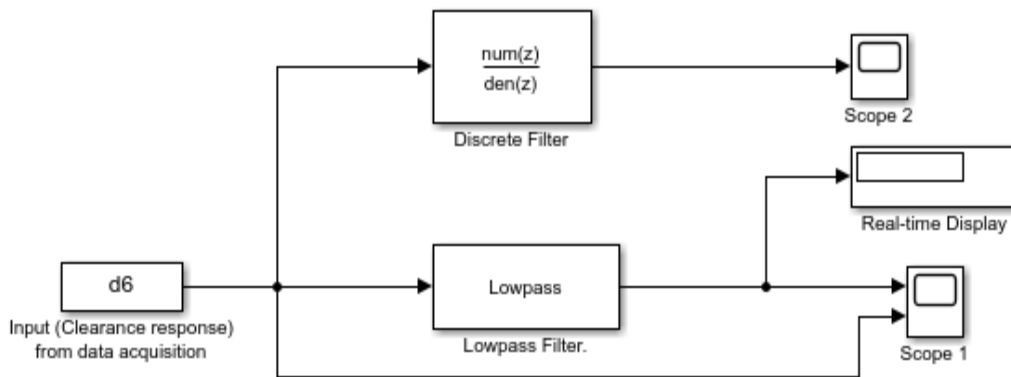 num(z)
den(z)
Discrete Filter
Scope 2
Real-time Display
d6
Input (Clearance response)
from data acquisition
Lowpass
Lowpass Filter.
Scope 1